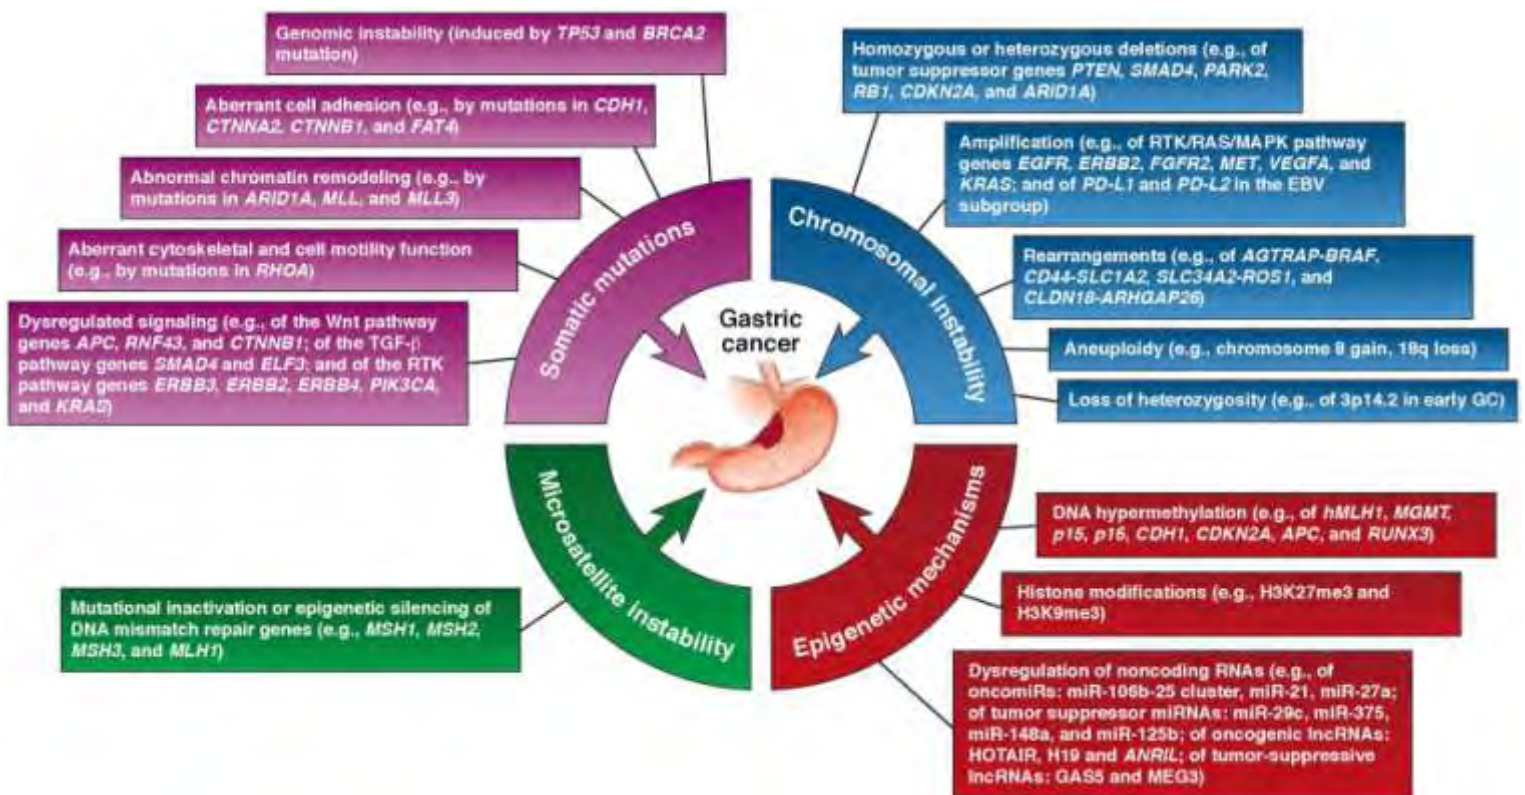 Genomic instability (induced by TP53 and BRCA2
mutation)
Aberrant cell adhesion (e.g., by mutations in CDH1,
CTNNA2, CTNNB1, and FAT4)
Abnormal chromatin remodeling (e.g., by
mutations in ARID1A, MLL, and MLL3)
Aberrant cytoskeletal and cell motility function
(e.g., by mutations in RHOA)
Dysregulated signaling (e.g., of the Wnt pathway
genes APC, RNF43, and CTNNB1; of the TGF-β
pathway genes SMAD4 and ELF3; and of the RTK
pathway genes ERBB3, ERBB2, ERBB4, PIK3CA,
and KRAS)
Somatic mutations
Homozygous or heterozygous deletions (e.g., of
tumor suppressor genes PTEN, SMAD4, PARK2,
RB1, CDKN2A, and ARID1A)
Amplification (e.g., of RTK/RAS/MAPK pathway
genes EGFR, ERBB2, FGFR2, MET, VEGFA, and
KRAS; and of PD-L1 and PD-L2 in the EBV
subgroup)
Rearrangements (e.g., of AGTRAP-BRAF,
CD44-SLC1A2, SLC34A2-ROS1, and
CLDN18-ARHGAP26)
Aneuploidy (e.g., chromosome 8 gain, 18q loss)
Loss of heterozygosity (e.g., of 3p14.2 in early GC)
Chromosomal instability
Gastric
cancer
Microsatellite instability
Mutational inactivation or epigenetic silencing of
DNA mismatch repair genes (e.g., MSH1, MSH2,
MSH3, and MLH1)
Epigenetic mechanisms
DNA hypermethylation (e.g., of hMLH1, MGMT,
p15, p16, CDH1, CDKN2A, APC, and RUNX3)
Histone modifications (e.g., H3K27me3 and
H3K9me3)
Dysregulation of noncoding RNAs (e.g., of
oncomiRs: miR-106b-25 cluster, miR-21, miR-27a;
of tumor suppressor miRNAs: miR-29c, miR-375,
miR-148a, and miR-125b; of oncogenic lncRNAs:
HOTAIR, H19 and ANRIL; of tumor-suppressive
lncRNAs: GAS5 and MEG3)